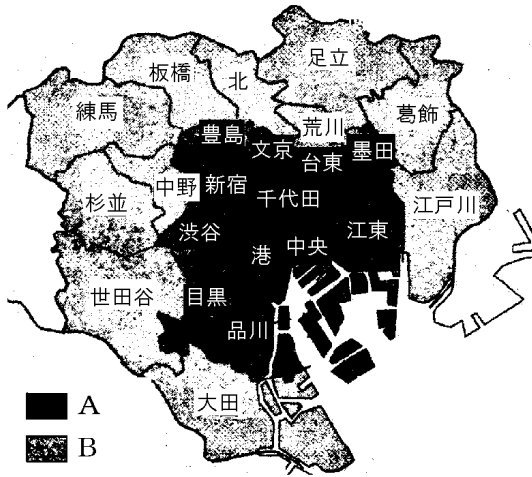 足立
板橋
北
練馬
荒川
葛飾
豊島
文京
台東
墨田
中野
新宿
杉並
千代田
江戸川
渋谷
港
中央
江東
世田谷
目黒
品川
大田
A
B